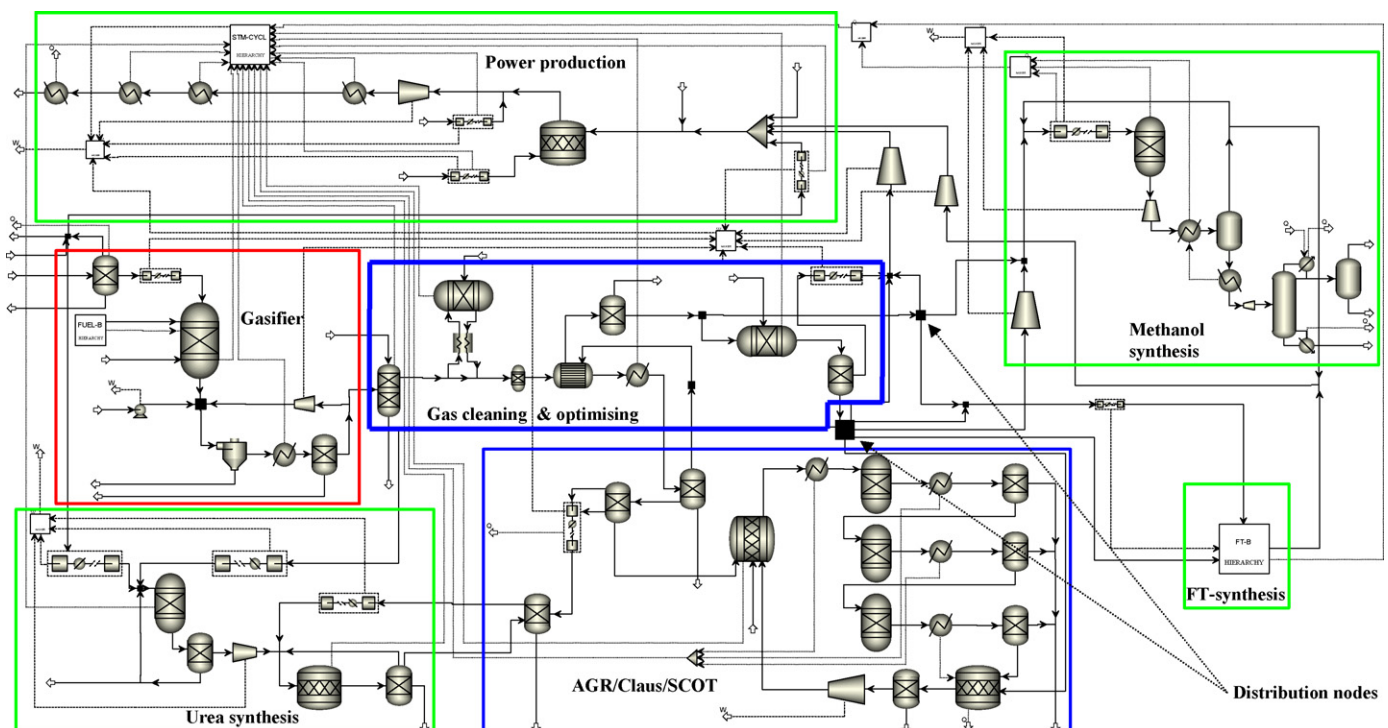 STM-CYCL
HIERARCHY
Power production
Q
W
W
W
Q
Q
Methanol
synthesis
Q
Gasifier
FUEL-B
HIERARCHY
W
Gas cleaning & optimising
W
Q
FT-B
HIERARCHY
FT-synthesis
AGR/Claus/SCOT
Distribution nodes
Urea synthesis
W
Q